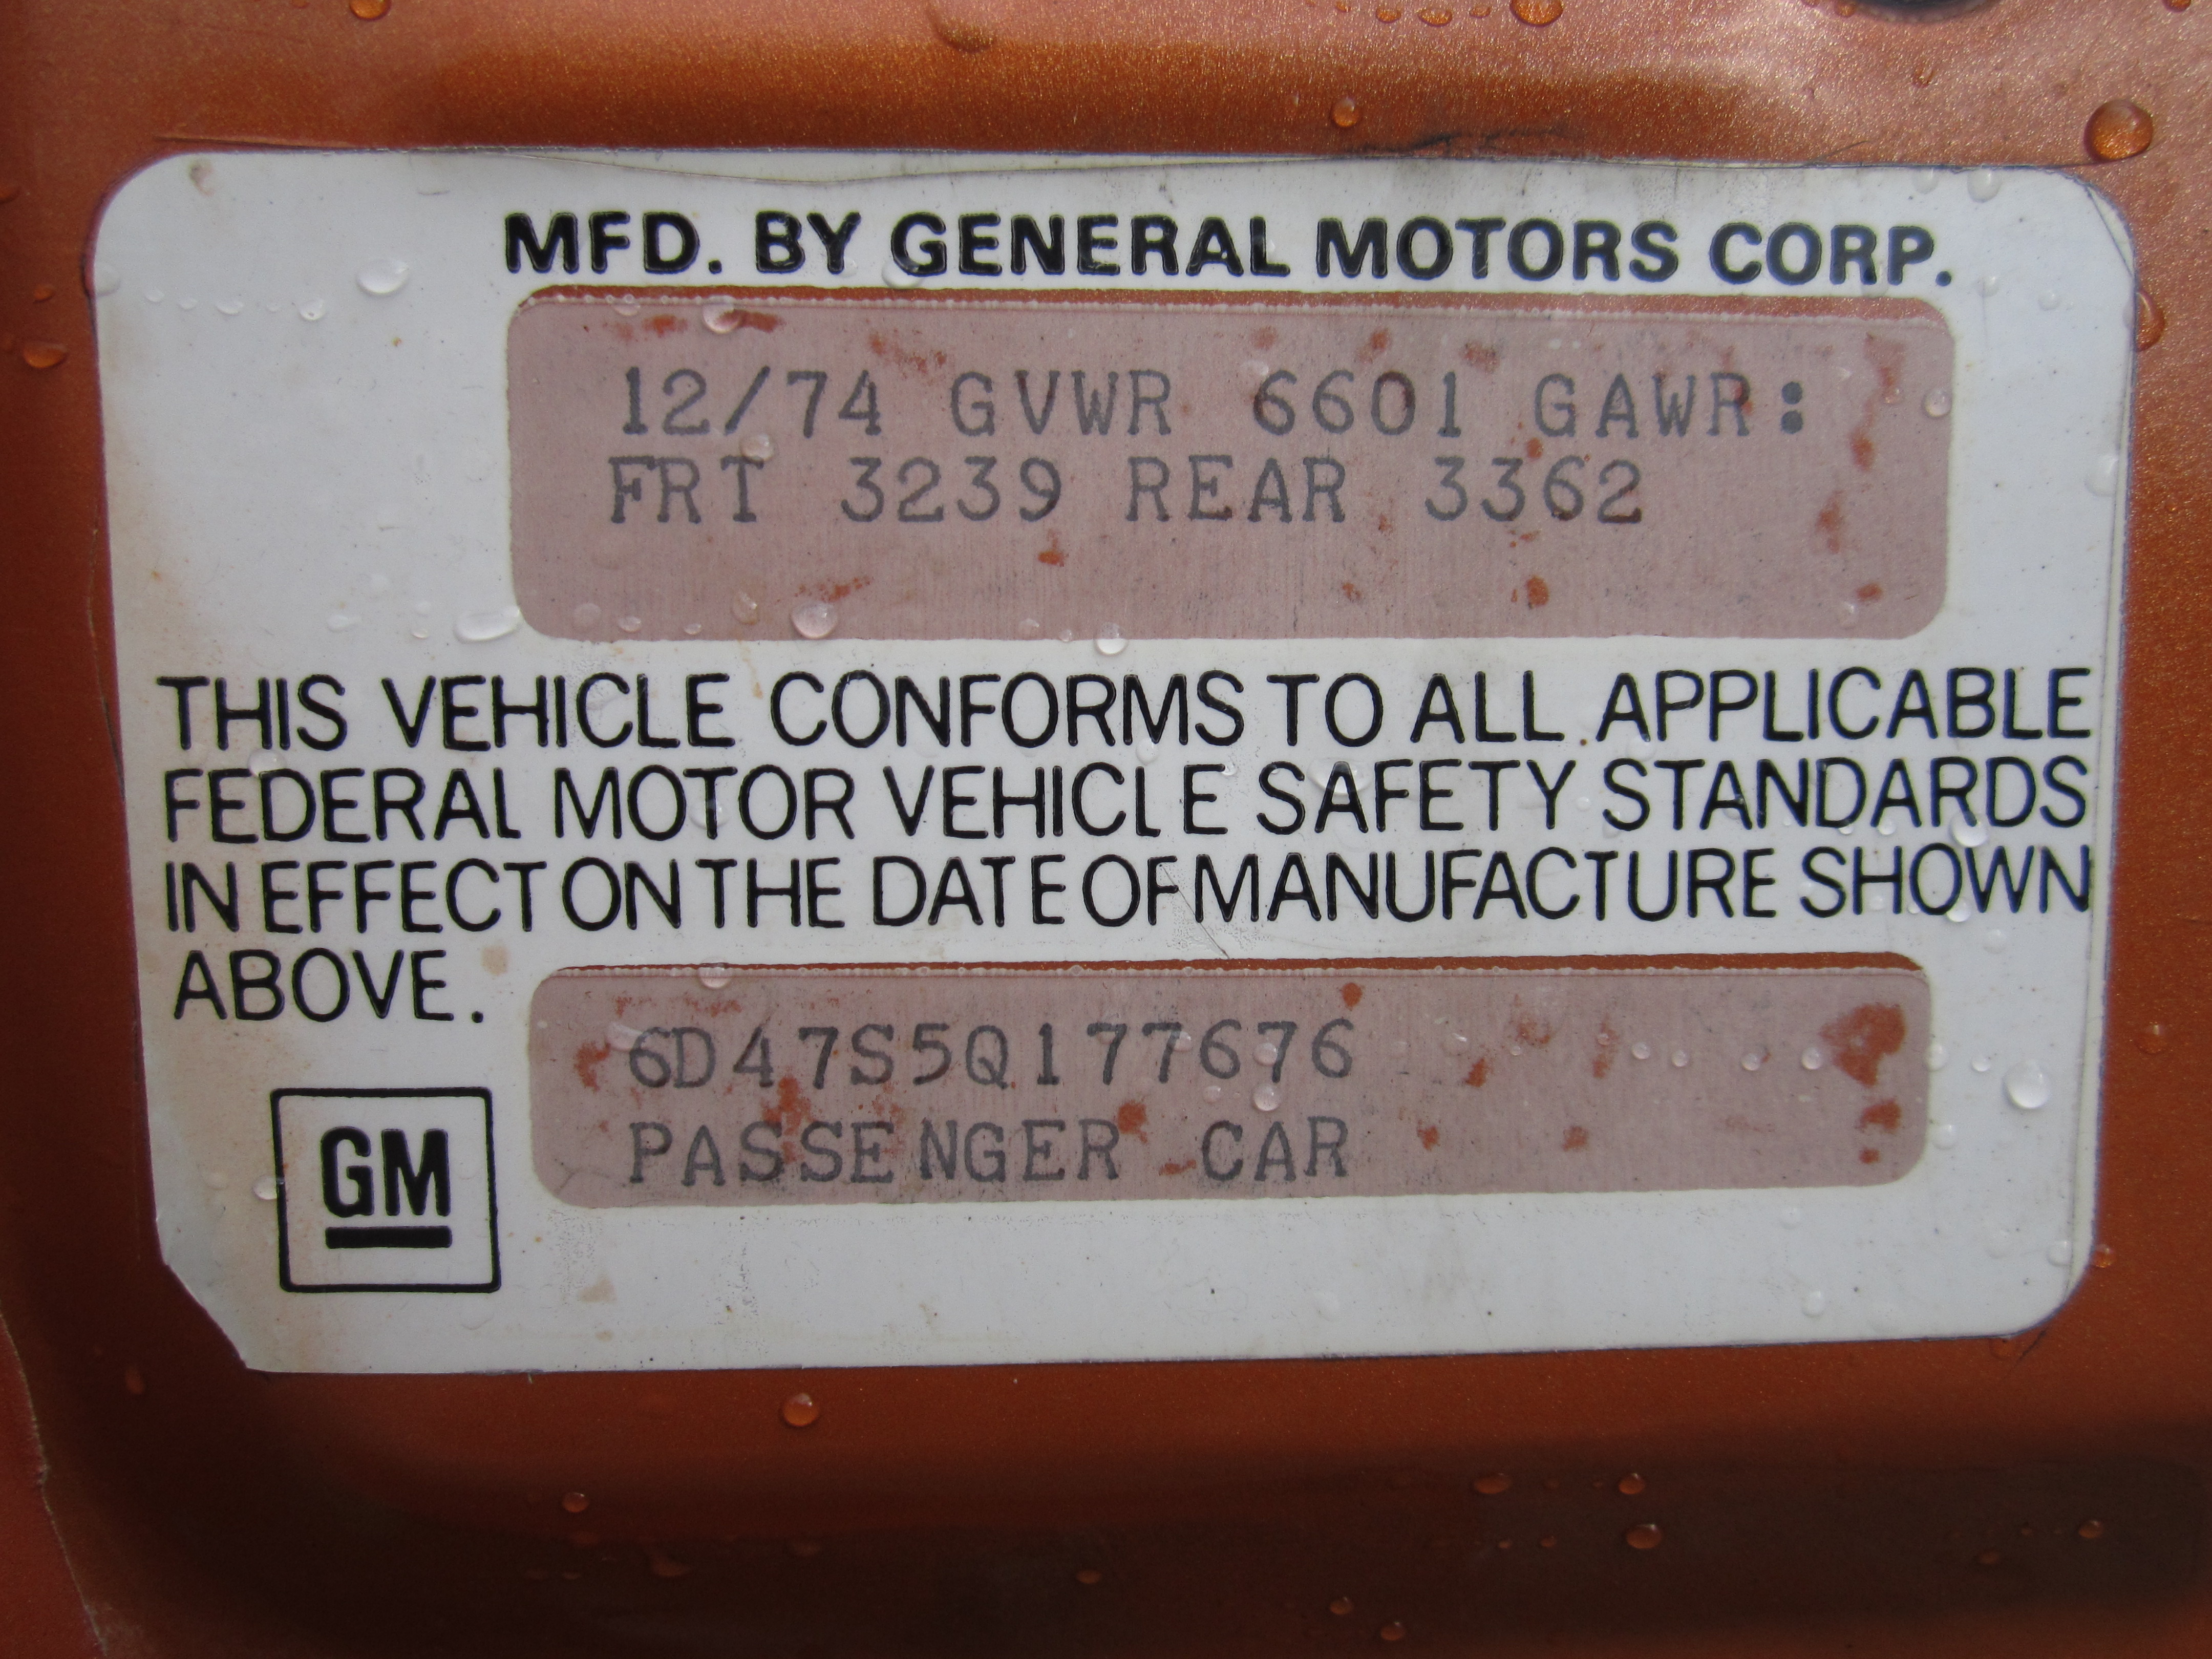 MFD. BY GENERAL MOTORS CORP.
12/74 GVWR 6601 GAWR:
FRT 3239 REAR 3362
THIS VEHICLE CONFORMS TO ALL APPLICABLE
FEDERAL MOTOR VEHICLE SAFETY STANDARDS
IN EFFECT ON THE DATE OF MANUFACTURE SHOWN
ABOVE.
6D47S5Q177676
PASSENGER CAR
GM